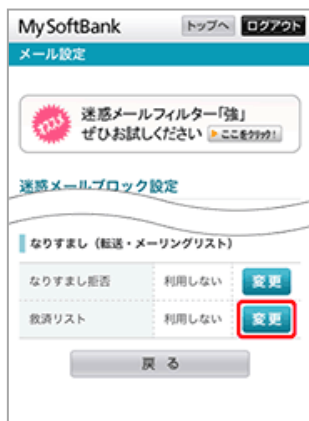 My SoftBank トップへ ログアウト
メール設定
オススメ 迷惑メールフィルター「強」
ぜひお試しください ここをクリック!
迷惑メールブロック設定
なりすまし（転送・メーリングリスト）
なりすまし拒否 利用しない 変更
救済リスト 利用しない 変更
戻る